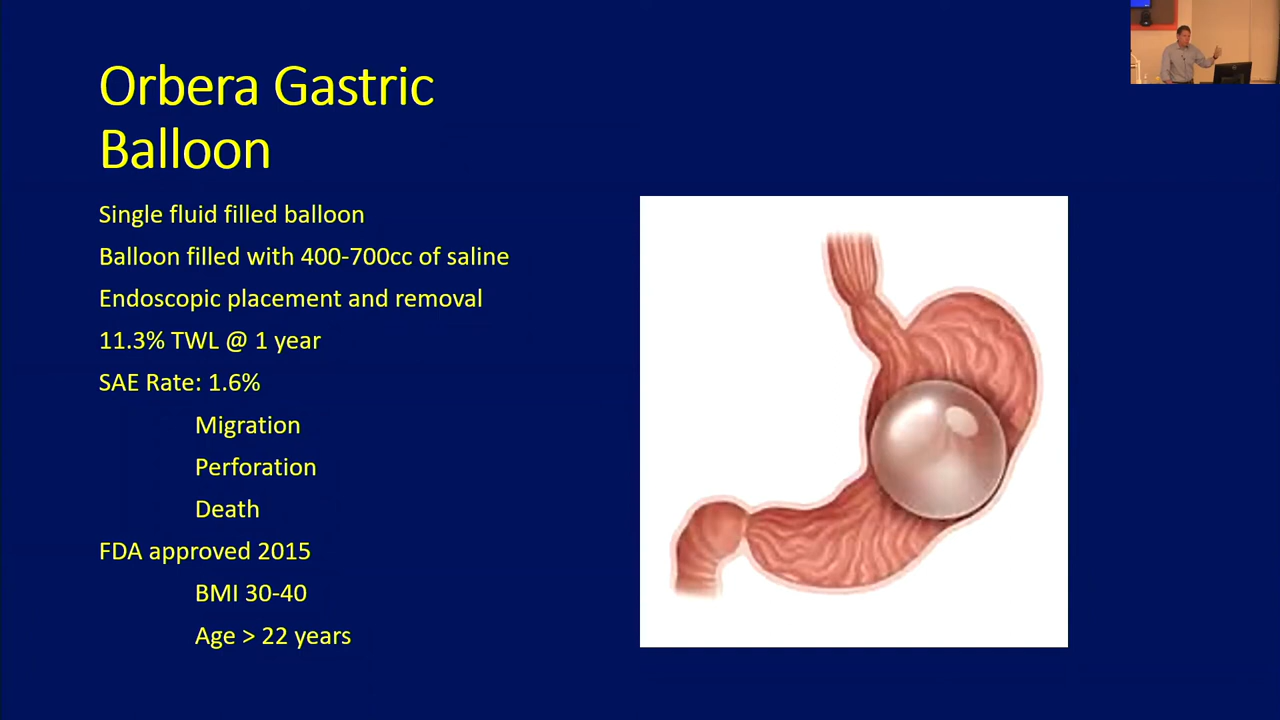 Orbera Gastric
Balloon
Single fluid filled balloon
Balloon filled with 400-700cc of saline
Endoscopic placement and removal
11.3% TWL @ 1 year
SAE Rate: 1.6%
Migration
Perforation
Death
FDA approved 2015
BMI 30-40
Age > 22 years